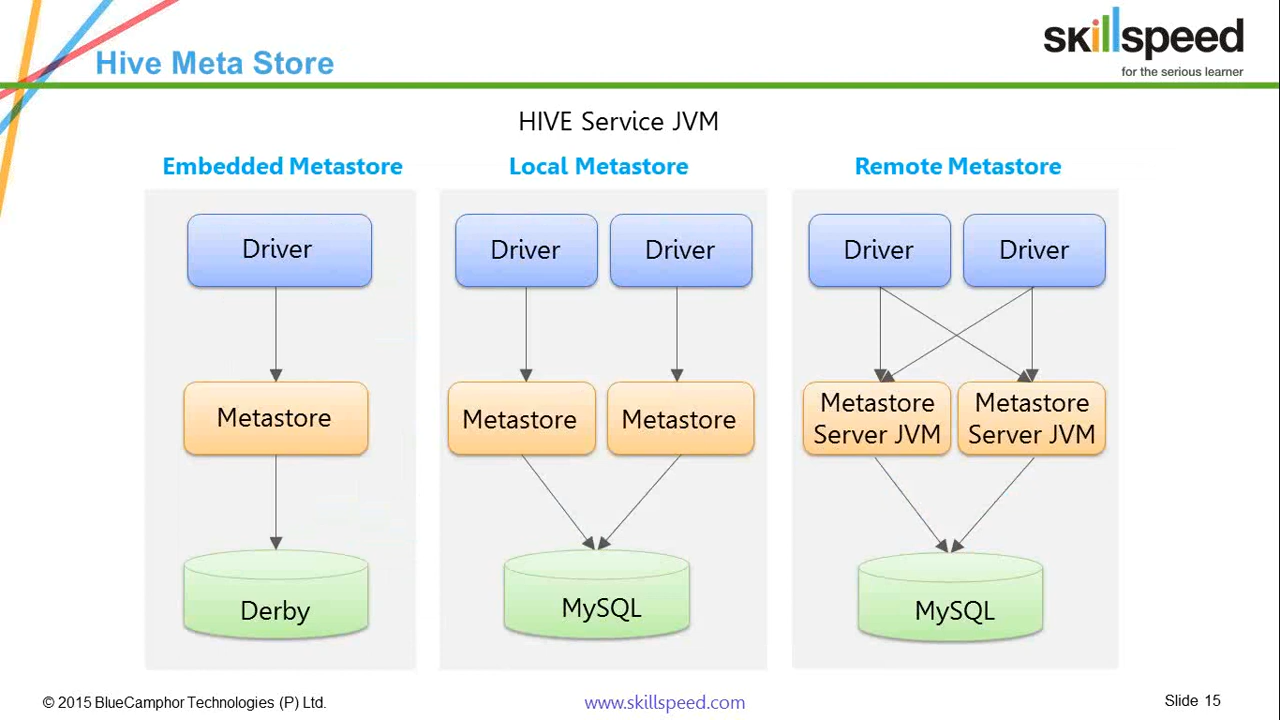 Hive Meta Store
skillspeed
for the serious learner
HIVE Service JVM
Embedded Metastore
Local Metastore
Remote Metastore
Driver
Driver
Driver
Driver
Driver
Metastore
Metastore
Metastore
Metastore
Server JVM
Metastore
Server JVM
Derby
MySQL
MySQL
© 2015 BlueCamphor Technologies (P) Ltd.
www.skillspeed.com
Slide 15